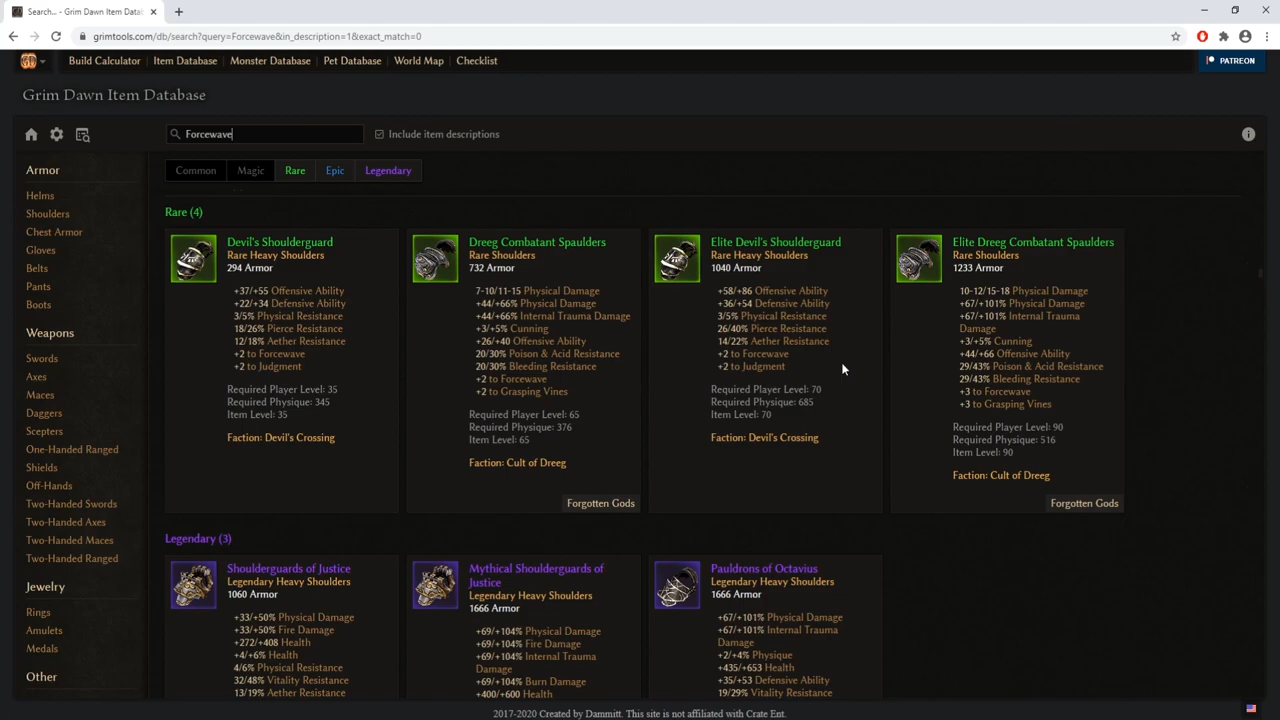 Search... - Grim Dawn Item Datab
grimtools.com/db/search?query=Forcewave&in_description=1&exact_match=0
Build Calculator Item Database Monster Database Pet Database World Map Checklist PATREON
Grim Dawn Item Database
Forcewave Include item descriptions
Common Magic Rare Epic Legendary
Armor
Helms
Shoulders
Chest Armor
Gloves
Belts
Pants
Boots
Weapons
Swords
Axes
Maces
Daggers
Scepters
One-Handed Ranged
Shields
Off-Hands
Two-Handed Swords
Two-Handed Axes
Two-Handed Maces
Two-Handed Ranged
Jewelry
Rings
Amulets
Medals
Other
Rare (4)
Devil's Shoulderguard
Rare Heavy Shoulders
294 Armor
+37/+55 Offensive Ability
+22/+34 Defensive Ability
3/5% Physical Resistance
18/26% Pierce Resistance
12/18% Aether Resistance
+2 to Forcewave
+2 to Judgment
Required Player Level: 35
Required Physique: 345
Item Level: 35
Faction: Devil's Crossing
Dreeg Combatant Spaulders
Rare Shoulders
732 Armor
7-10/11-15 Physical Damage
+44/+66% Physical Damage
+44/+66% Internal Trauma Damage
+3/+5% Cunning
+26/+40 Offensive Ability
20/30% Poison & Acid Resistance
20/30% Bleeding Resistance
+2 to Forcewave
+2 to Grasping Vines
Required Player Level: 65
Required Physique: 376
Item Level: 65
Faction: Cult of Dreeg
Forgotten Gods
Elite Devil's Shoulderguard
Rare Heavy Shoulders
1040 Armor
+58/+86 Offensive Ability
+36/+54 Defensive Ability
3/5% Physical Resistance
26/40% Pierce Resistance
14/22% Aether Resistance
+2 to Forcewave
+2 to Judgment
Required Player Level: 70
Required Physique: 685
Item Level: 70
Faction: Devil's Crossing
Elite Dreeg Combatant Spaulders
Rare Shoulders
1233 Armor
10-12/15-18 Physical Damage
+67/+101% Physical Damage
+67/+101% Internal Trauma
Damage
+3/+5% Cunning
+44/+66 Offensive Ability
29/43% Poison & Acid Resistance
29/43% Bleeding Resistance
+3 to Forcewave
+3 to Grasping Vines
Required Player Level: 90
Required Physique: 516
Item Level: 90
Faction: Cult of Dreeg
Forgotten Gods
Legendary (3)
Shoulderguards of Justice
Legendary Heavy Shoulders
1060 Armor
+33/+50% Physical Damage
+33/+50% Fire Damage
+272/+408 Health
+4/+6% Health
4/6% Physical Resistance
32/48% Vitality Resistance
13/19% Aether Resistance
Mythical Shoulderguards of
Justice
Legendary Heavy Shoulders
1666 Armor
+69/+104% Physical Damage
+69/+104% Fire Damage
+69/+104% Internal Trauma
Damage
+69/+104% Burn Damage
+400/+600 Health
Pauldrons of Octavius
Legendary Heavy Shoulders
1666 Armor
+67/+101% Physical Damage
+67/+101% Internal Trauma
Damage
+2/+4% Physique
+435/+653 Health
+35/+53 Defensive Ability
19/29% Vitality Resistance
2017-2020 Created by Dammitt. This site is not affiliated with Crate Ent.